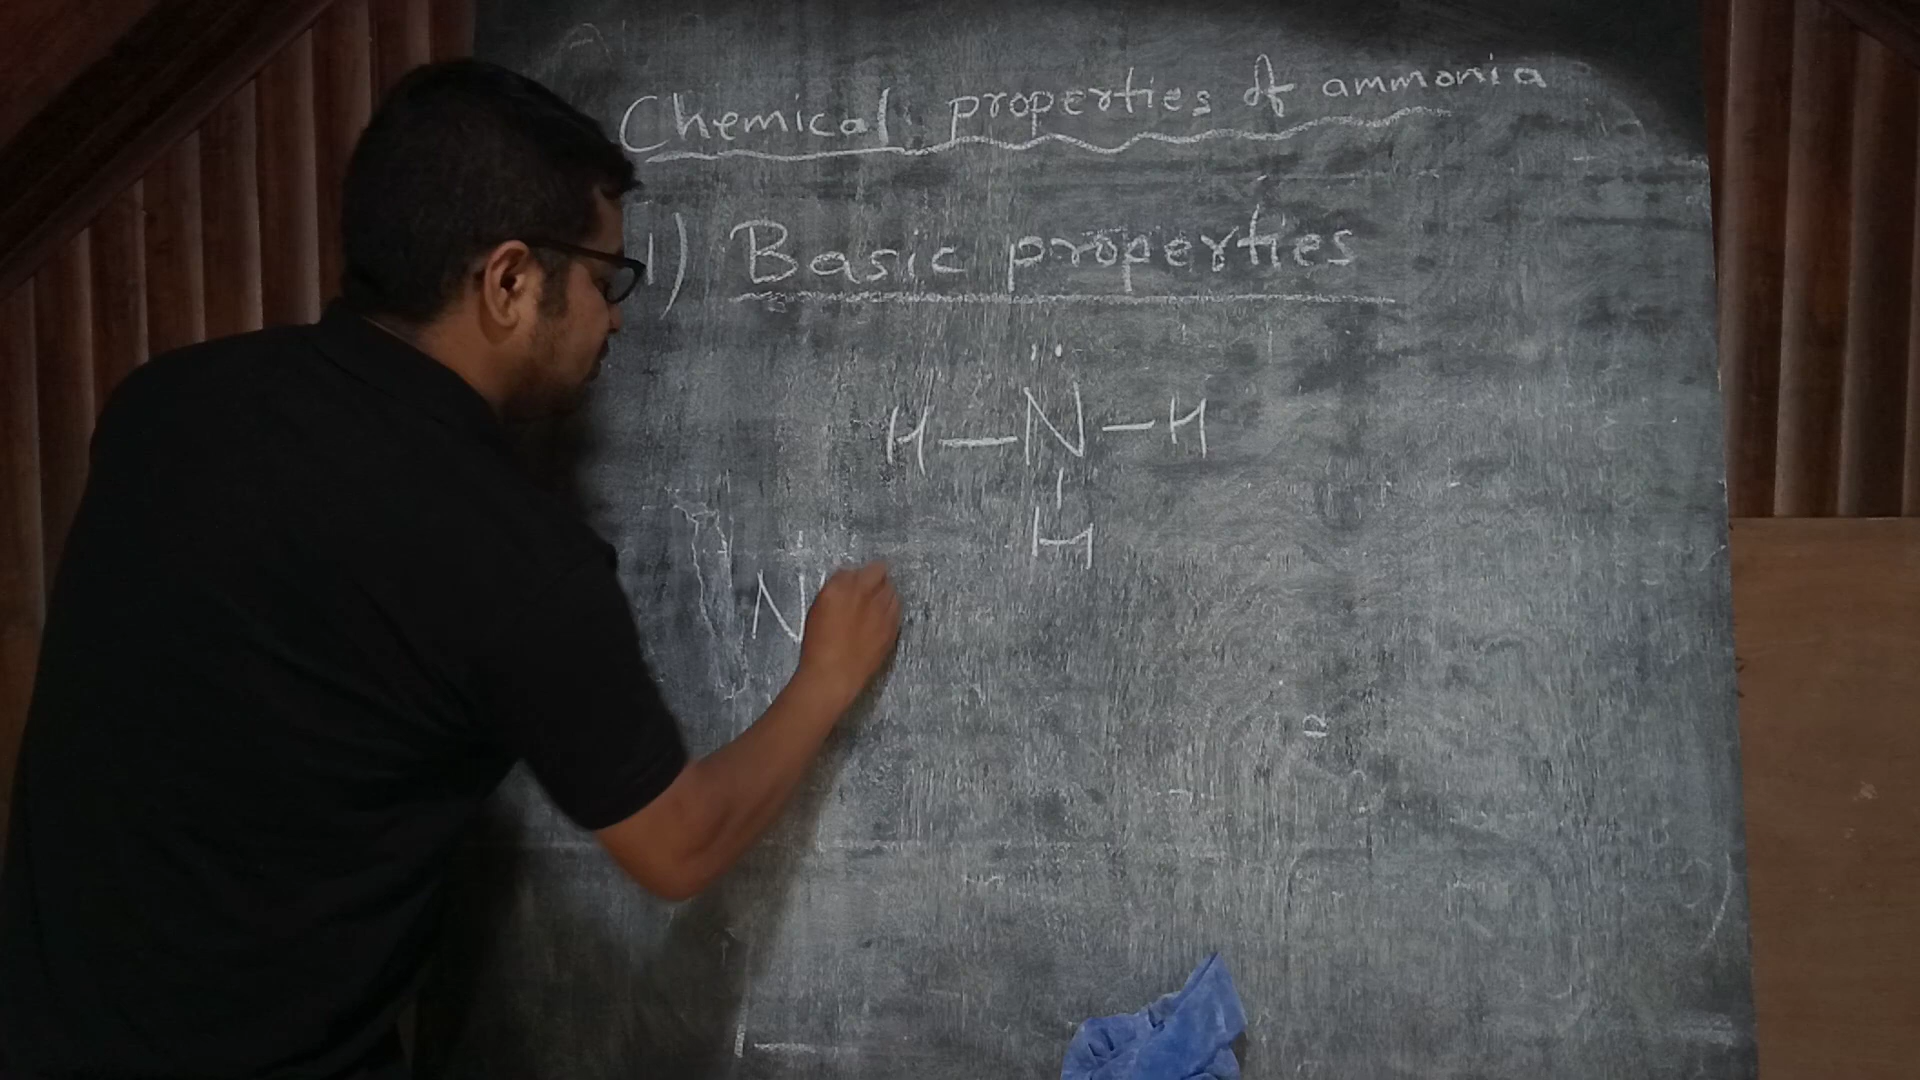 Chemical properties of ammonia
1) Basic properties
..
H—N—H
|
H
N